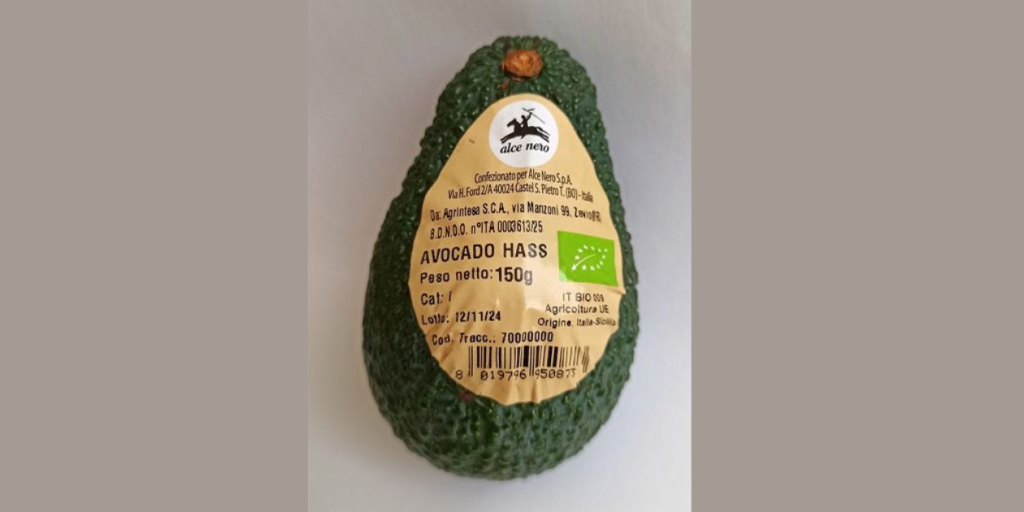 alce nero
Confezionato per Alce Nero S.p.A.
Via H. Ford 2/A 40024 Castel S. Pietro T. (BO) - Italia
Da: Agrintesa S.C.A., via Manzoni 99, Zevio(VR)
B.D.N.O.O. n°ITA 0003613/25
AVOCADO HASS
Peso netto: 150g
Cat: I
Lotto: 12/11/24
IT BIO 009
Agricoltura UE
Origine: Italia-Sicilia
Cod. Tracc.: 70000000
8 019796 950873